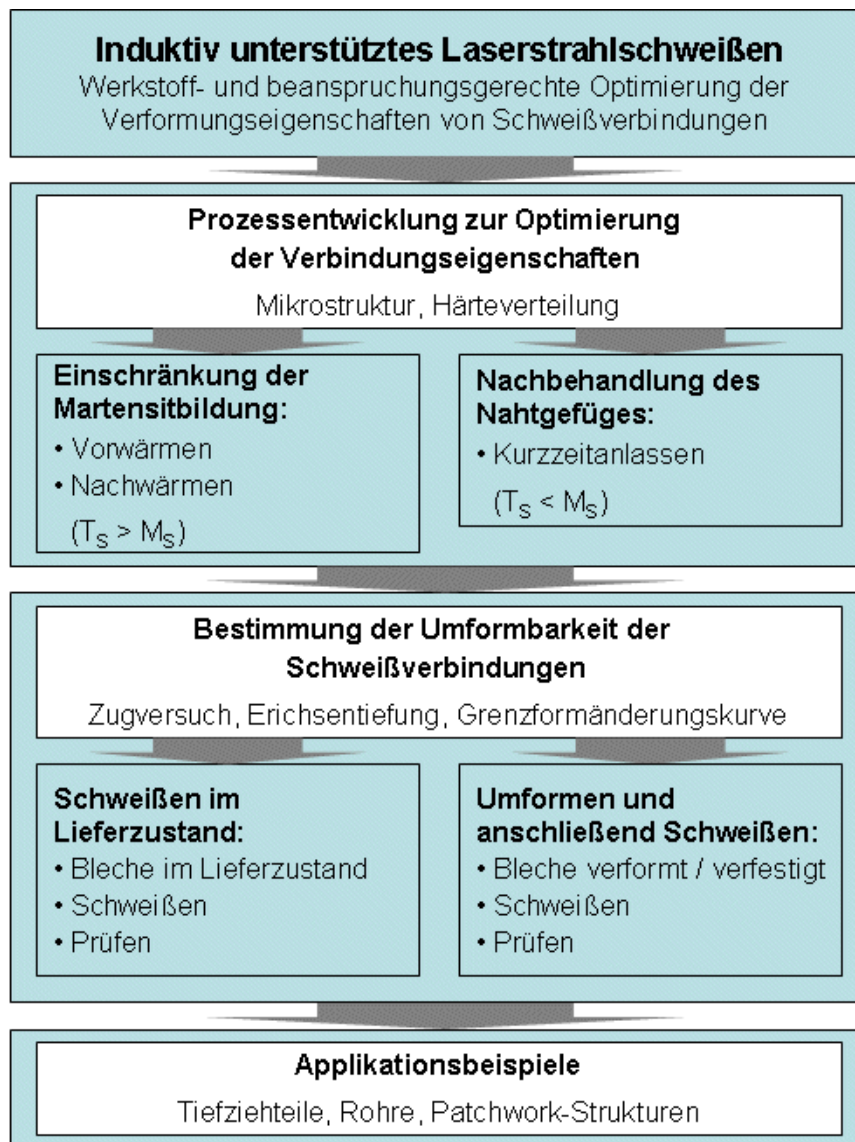 Induktiv unterstütztes Laserstrahlschweißen
Werkstoff- und beanspruchungsgerechte Optimierung der
Verformungseigenschaften von Schweißverbindungen
Prozessentwicklung zur Optimierung
der Verbindungseigenschaften
Mikrostruktur, Härteverteilung
Einschränkung der
Martensitbildung:
• Vorwärmen
• Nachwärmen
(TS > MS)
Nachbehandlung des
Nahtgefüges:
• Kurzzeitanlassen
(TS < MS)
Bestimmung der Umformbarkeit der
Schweißverbindungen
Zugversuch, Erichsentiefung, Grenzformänderungskurve
Schweißen im
Lieferzustand:
• Bleche im Lieferzustand
• Schweißen
• Prüfen
Umformen und
anschließend Schweißen:
• Bleche verformt / verfestigt
• Schweißen
• Prüfen
Applikationsbeispiele
Tiefziehteile, Rohre, Patchwork-Strukturen